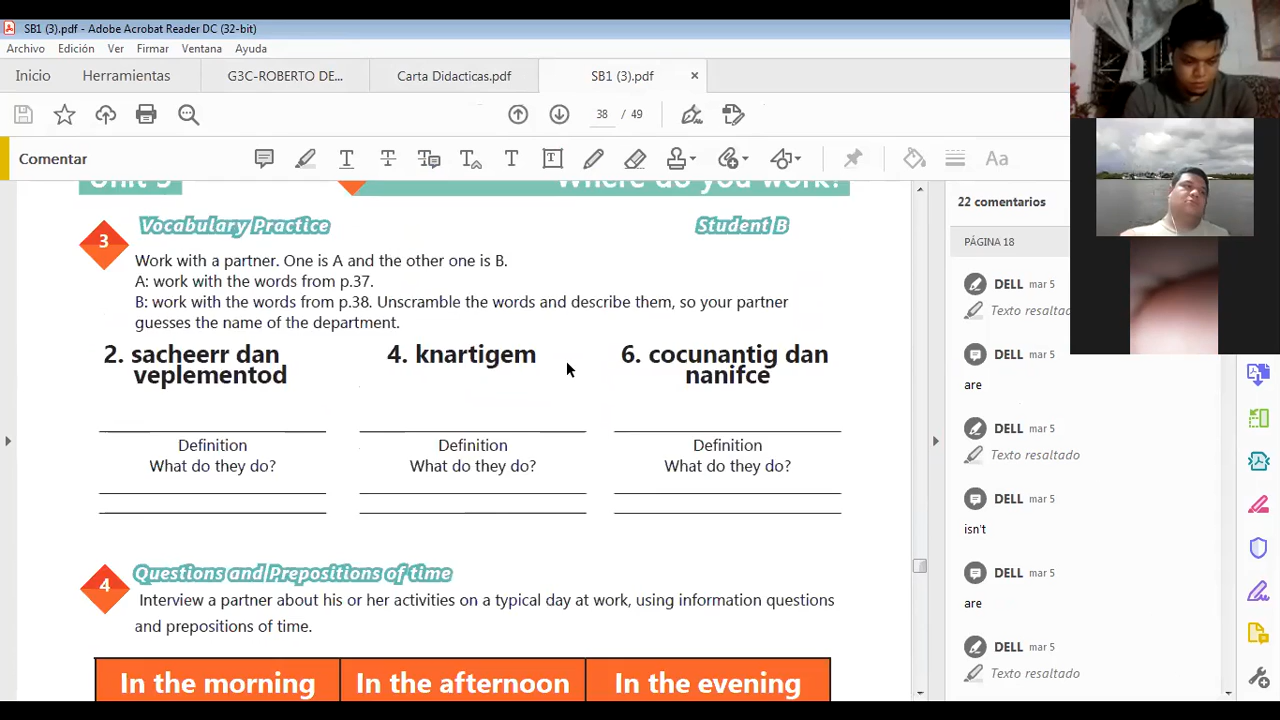 SB1 (3).pdf - Adobe Acrobat Reader DC (32-bit)
Archivo Edición Ver Firmar Ventana Ayuda
Inicio Herramientas G3C-ROBERTO DE... Certa Didacticas.pdf SB1 (3).pdf ×
38 / 49
Comentar
Unit 5 Where do you work?
3 Vocabulary Practice Student B
Work with a partner. One is A and the other one is B.
A: work with the words from p.37.
B: work with the words from p.38. Unscramble the words and describe them, so your partner
guesses the name of the department.
2. sacheerr dan 4. knartigem 6. cocunantig dan
veplementod nanifce
Definition Definition Definition
What do they do? What do they do? What do they do?
4 Questions and Prepositions of time
Interview a partner about his or her activities on a typical day at work, using information questions
and prepositions of time.
In the morning In the afternoon In the evening
22 comentarios
PÁGINA 18
DELL mar 5
Texto resaltado
DELL mar 5
are
DELL mar 5
Texto resaltado
DELL mar 5
isn't
DELL mar 5
are
DELL mar 5
Texto resaltado